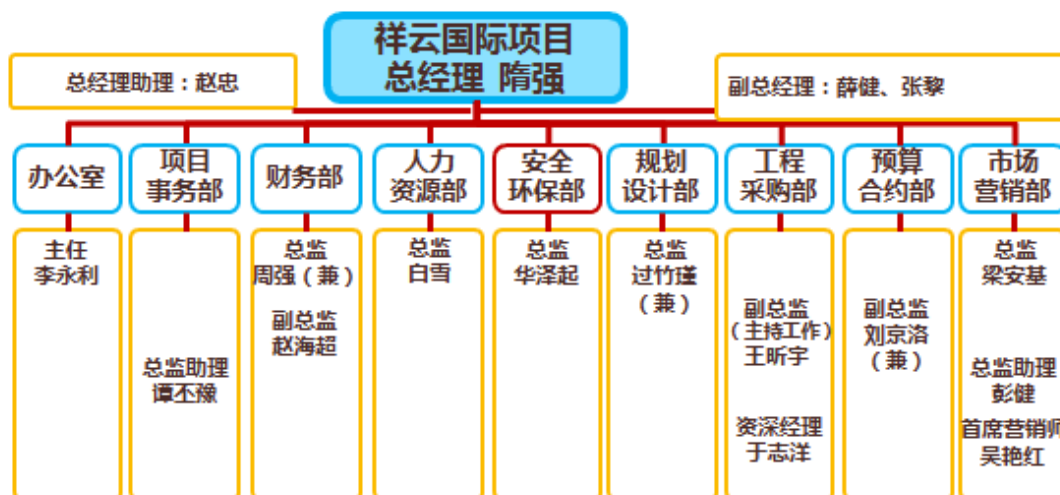 祥云国际项目
总经理 隋强
总经理助理：赵忠
副总经理：薛健、张黎
办公室
项目
事务部
财务部
人力
资源部
安全
环保部
规划
设计部
工程
采购部
预算
合约部
市场
营销部
主任
李永利
总监助理
谭丕豫
总监
周强（兼）
副总监
赵海超
总监
白雪
总监
华泽起
总监
过竹瑾
（兼）
副总监
（主持工作）
王昕宇
资深经理
于志洋
副总监
刘京洛
（兼）
总监
梁安基
总监助理
彭健
首席营销师
吴艳红